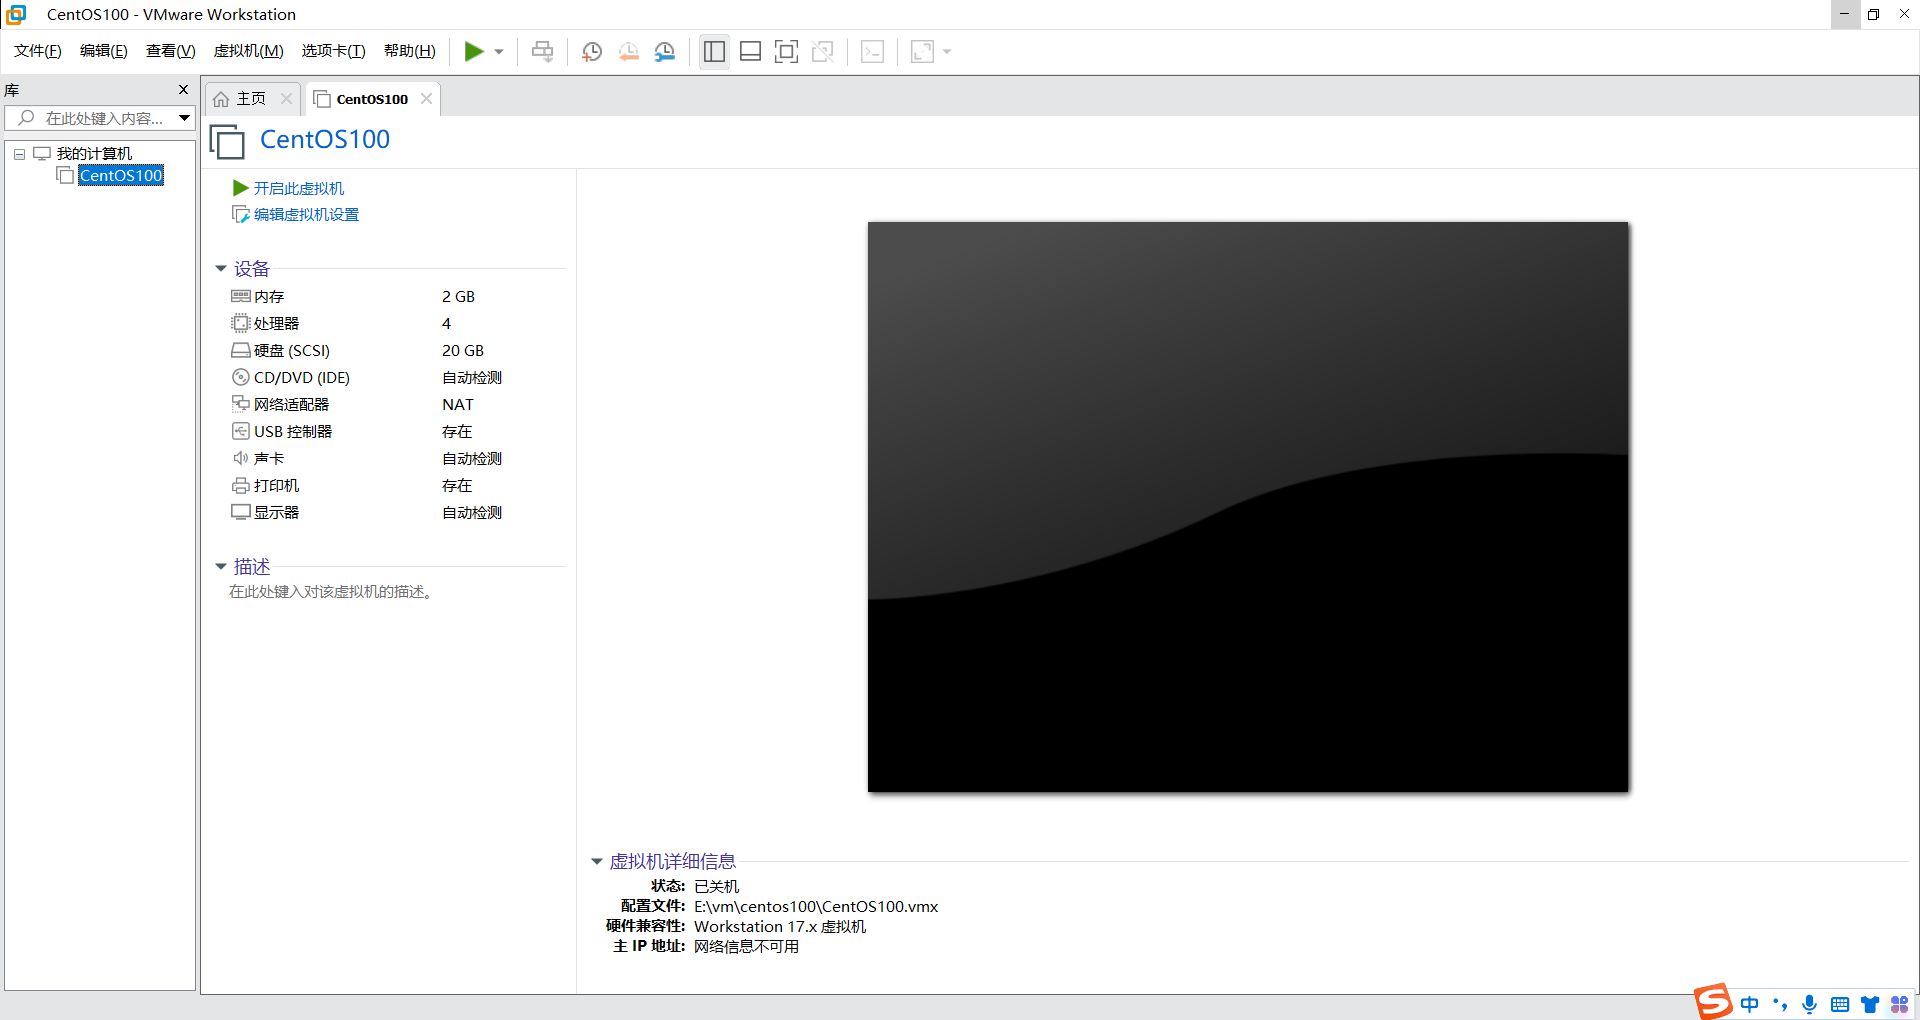 CentOS100 - VMware Workstation
文件(F) 编辑(E) 查看(V) 虚拟机(M) 选项卡(T) 帮助(H)
库
在此处键入内容...
我的计算机
CentOS100
主页
CentOS100
CentOS100
开启此虚拟机
编辑虚拟机设置
设备
内存 2 GB
处理器 4
硬盘 (SCSI) 20 GB
CD/DVD (IDE) 自动检测
网络适配器 NAT
USB 控制器 存在
声卡 自动检测
打印机 存在
显示器 自动检测
描述
在此处键入对该虚拟机的描述。
虚拟机详细信息
状态: 已关机
配置文件: E:\vm\centos100\CentOS100.vmx
硬件兼容性: Workstation 17.x 虚拟机
主 IP 地址: 网络信息不可用
中